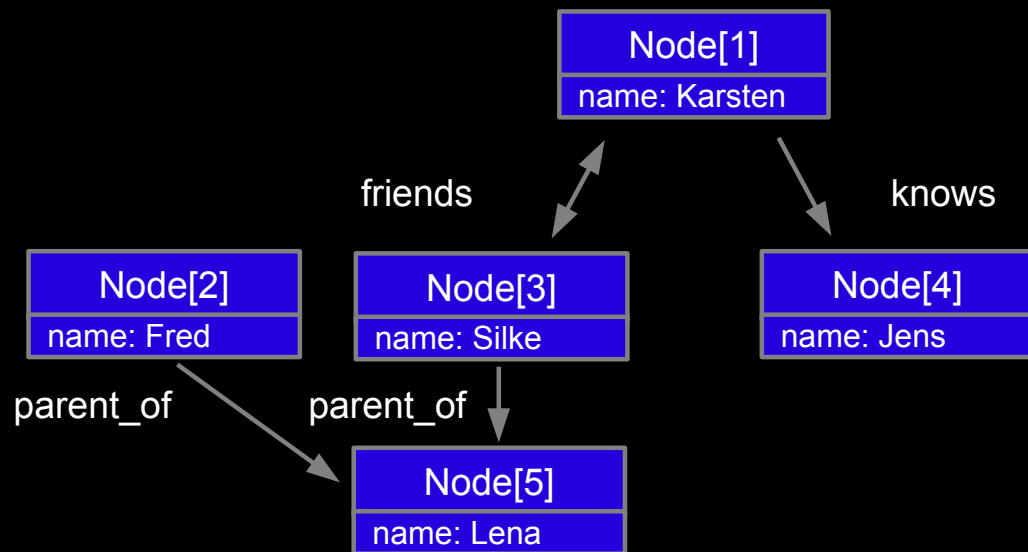 Node[1]
name: Karsten
friends
knows
Node[2]
name: Fred
Node[3]
name: Silke
Node[4]
name: Jens
parent_of
parent_of
Node[5]
name: Lena